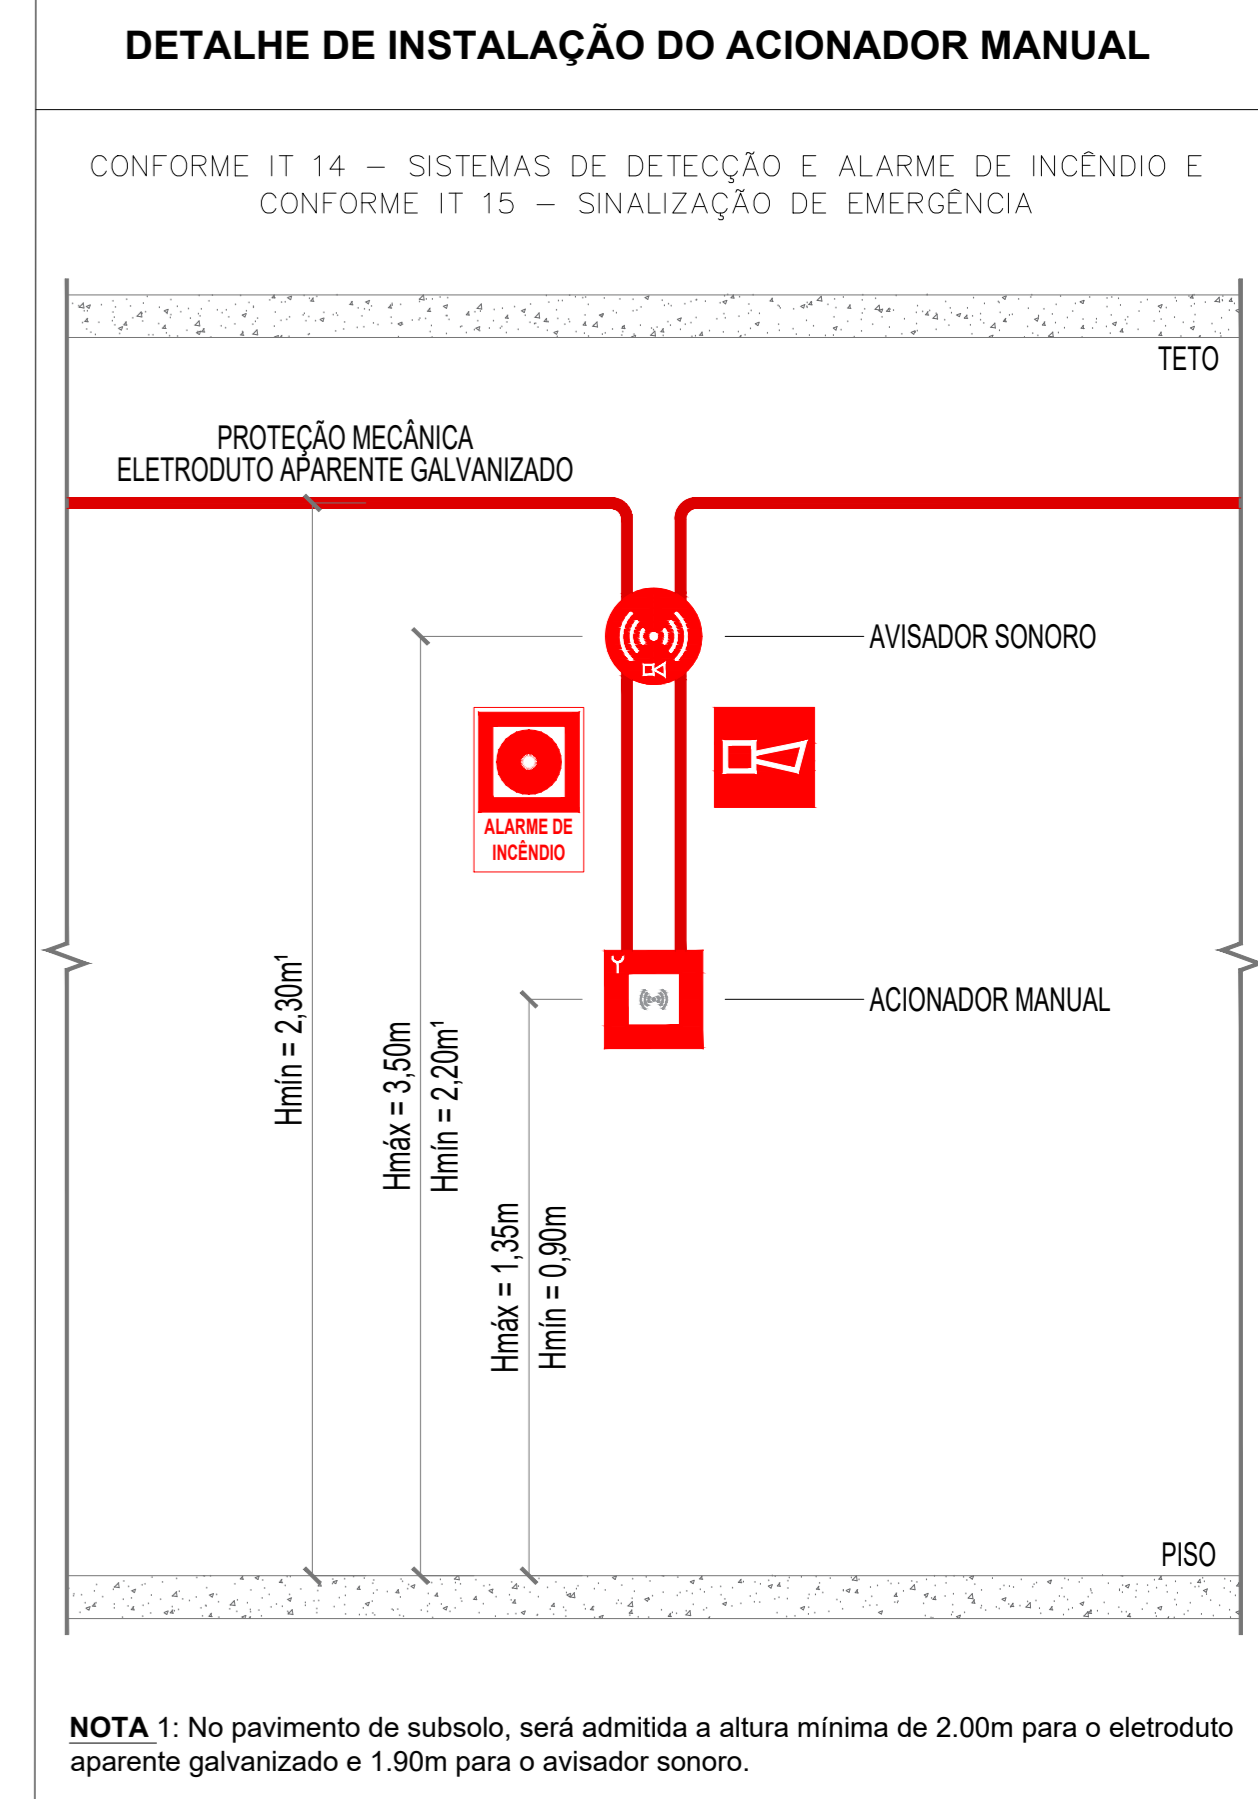 DETALHE DE INSTALAÇÃO DO ACIONADOR MANUAL
CONFORME IT 14 – SISTEMAS DE DETECÇÃO E ALARME DE INCÊNDIO E
CONFORME IT 15 – SINALIZAÇÃO DE EMERGÊNCIA
TETO
PROTEÇÃO MECÂNICA
ELETRODUTO APARENTE GALVANIZADO
AVISADOR SONORO
ALARME DE
INCÊNDIO
ACIONADOR MANUAL
Hmín = 2,30m¹
Hmáx = 3,50m
Hmín = 2,20m¹
Hmáx = 1,35m
Hmín = 0,90m
PISO
NOTA 1: No pavimento de subsolo, será admitida a altura mínima de 2.00m para o eletroduto
aparente galvanizado e 1.90m para o avisador sonoro.